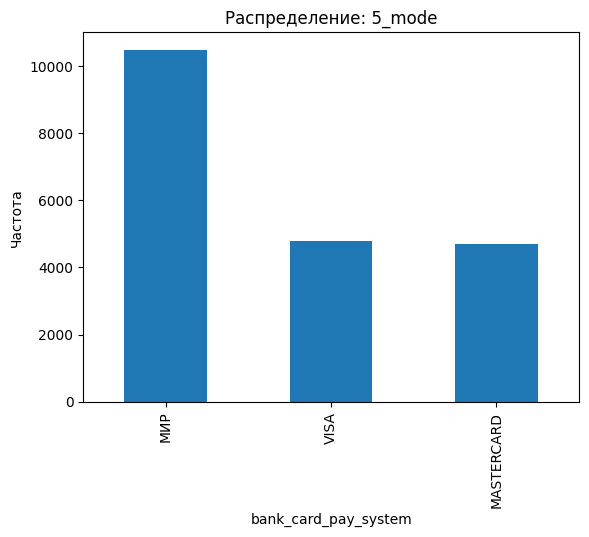 Распределение: 5_mode
Частота
10000
8000
6000
4000
2000
0
МИР
VISA
MASTERCARD
bank_card_pay_system